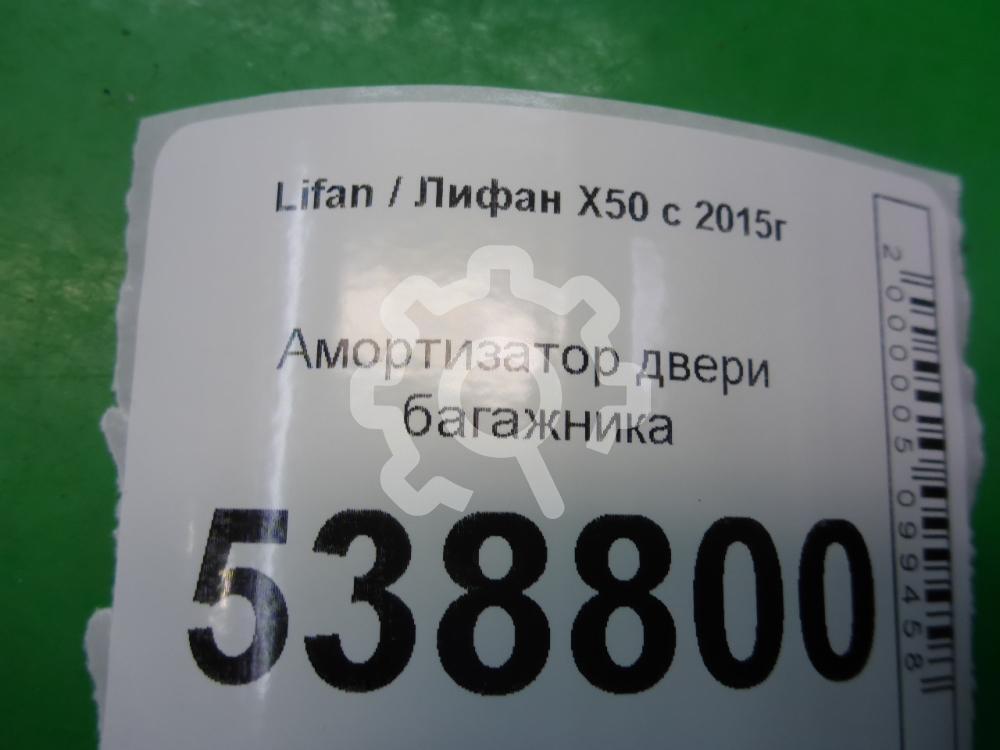 Lifan / Лифан X50 с 2015г
Амортизатор двери
багажника
538800
2000005099458